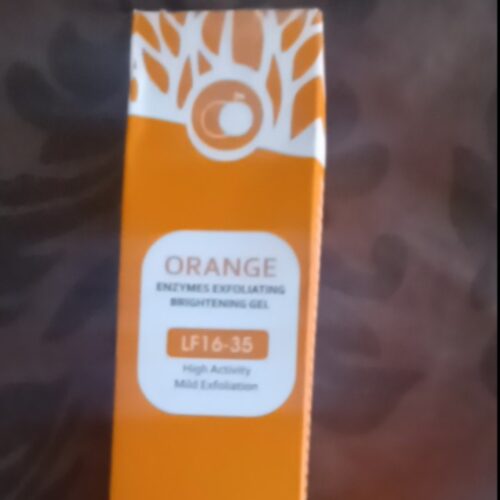 ORANGE
ENZYMES EXFOLIATING
BRIGHTENING GEL
LF16-35
High Activity
Mild Exfoliation